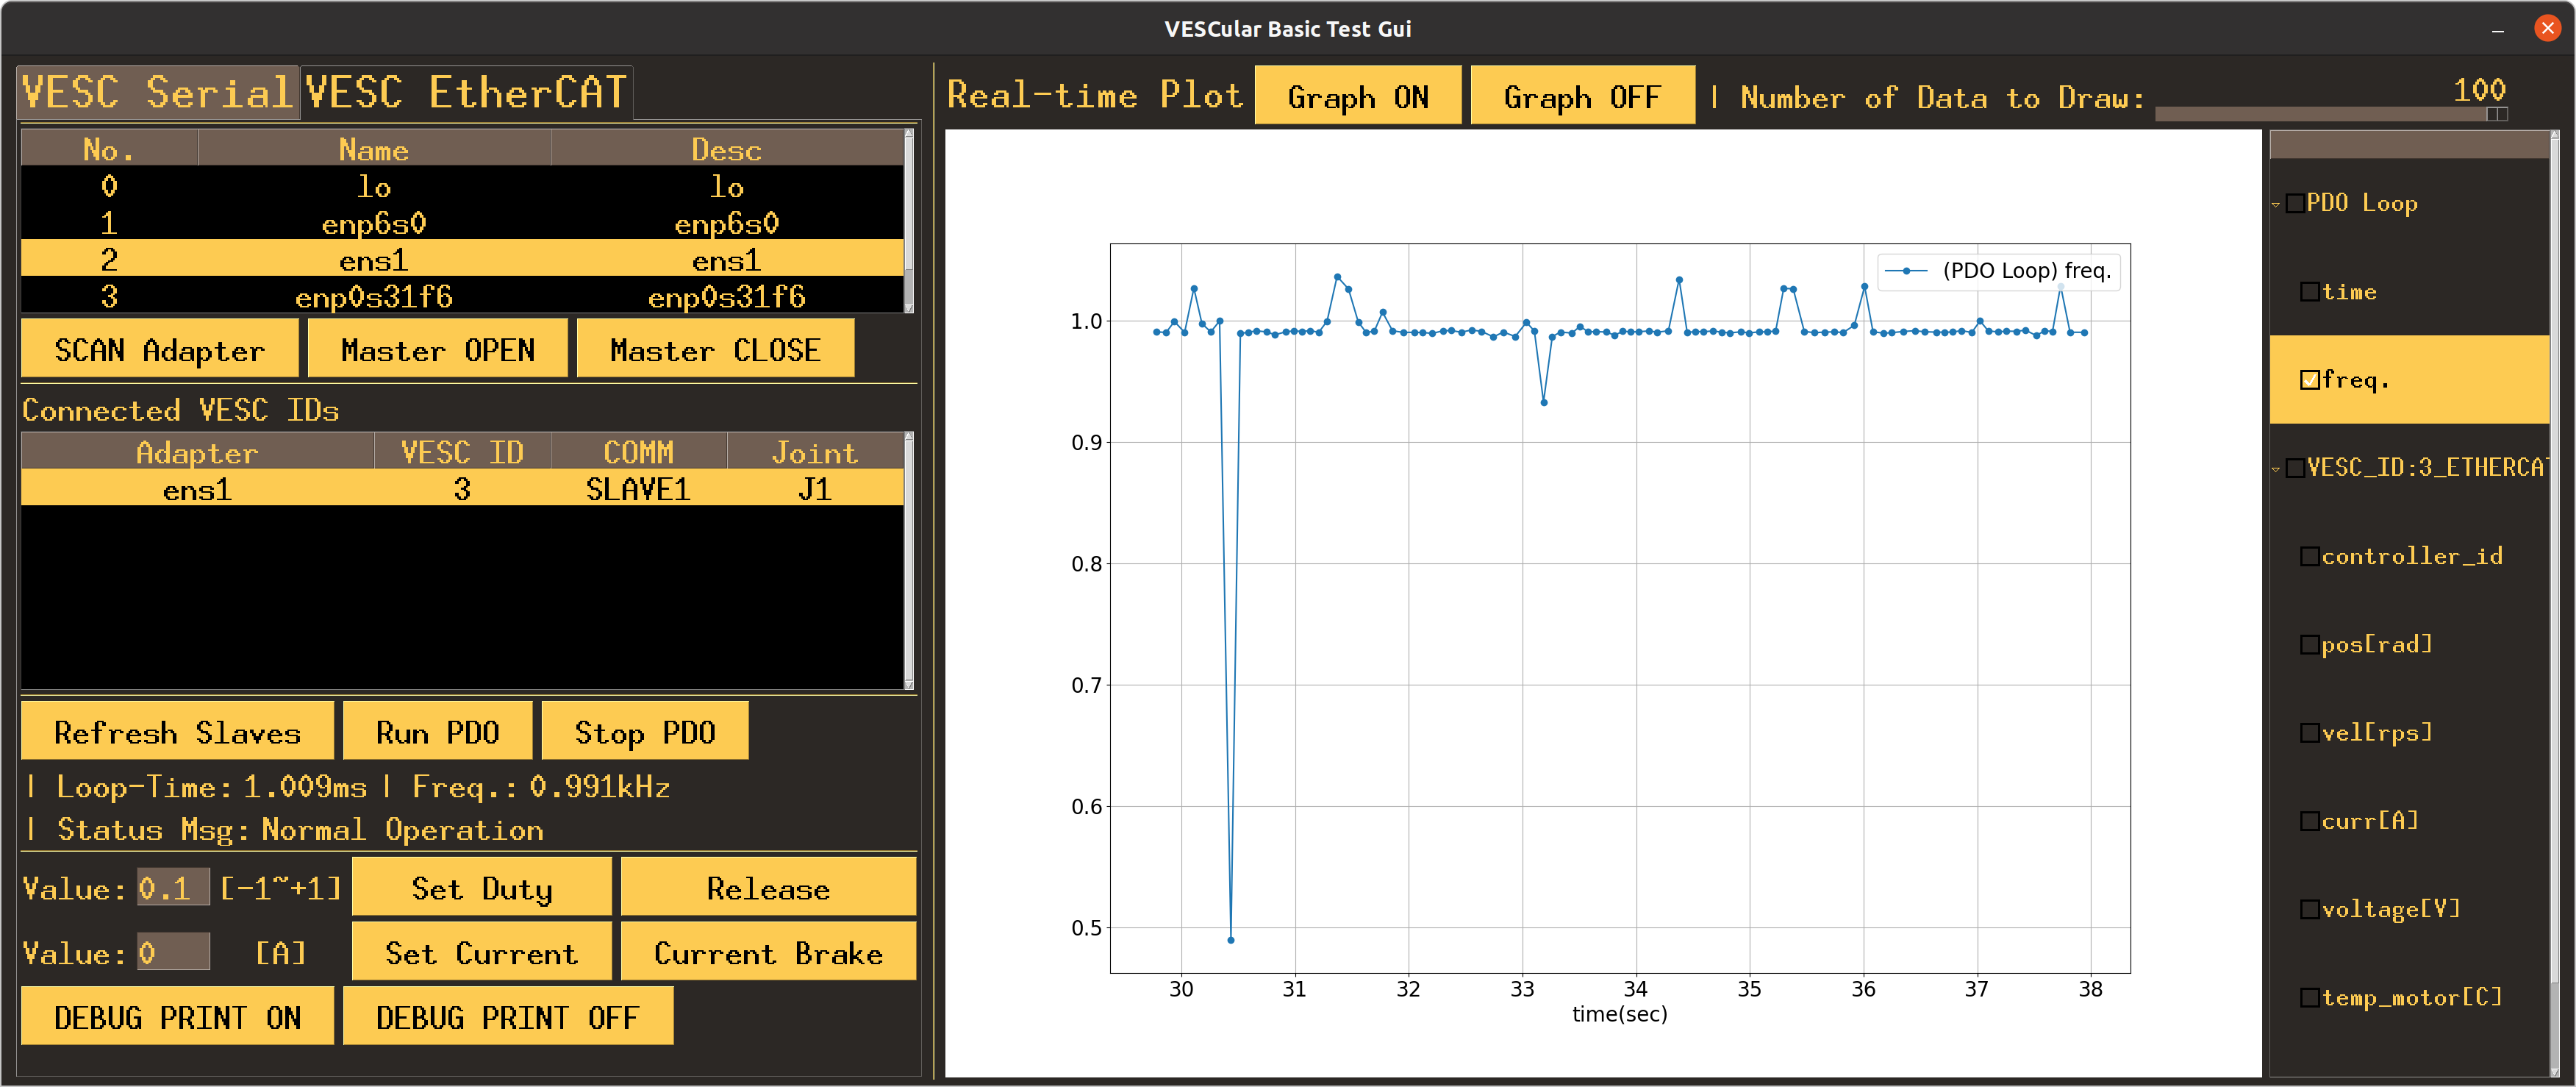 VESCular Basic Test Gui
VESC Serial VESC EtherCAT
No. Name Desc
0 lo lo
1 enp6s0 enp6s0
2 ens1 ens1
3 enp0s31f6 enp0s31f6
SCAN Adapter Master OPEN Master CLOSE
Connected VESC IDs
Adapter VESC ID COMM Joint
ens1 3 SLAVE1 J1
Refresh Slaves Run PDO Stop PDO
| Loop-Time: 1.009ms | Freq.: 0.991kHz
| Status Msg: Normal Operation
Value: 0.1 [-1~+1] Set Duty Release
Value: 0 [A] Set Current Current Brake
DEBUG PRINT ON DEBUG PRINT OFF
Real-time Plot Graph ON Graph OFF | Number of Data to Draw: 100
(PDO Loop) freq.
1.0
0.9
0.8
0.7
0.6
0.5
30 31 32 33 34 35 36 37 38
time(sec)
PDO Loop
time
freq.
VESC_ID:3_ETHERCAT
controller_id
pos[rad]
vel[rps]
curr[A]
voltage[V]
temp_motor[C]